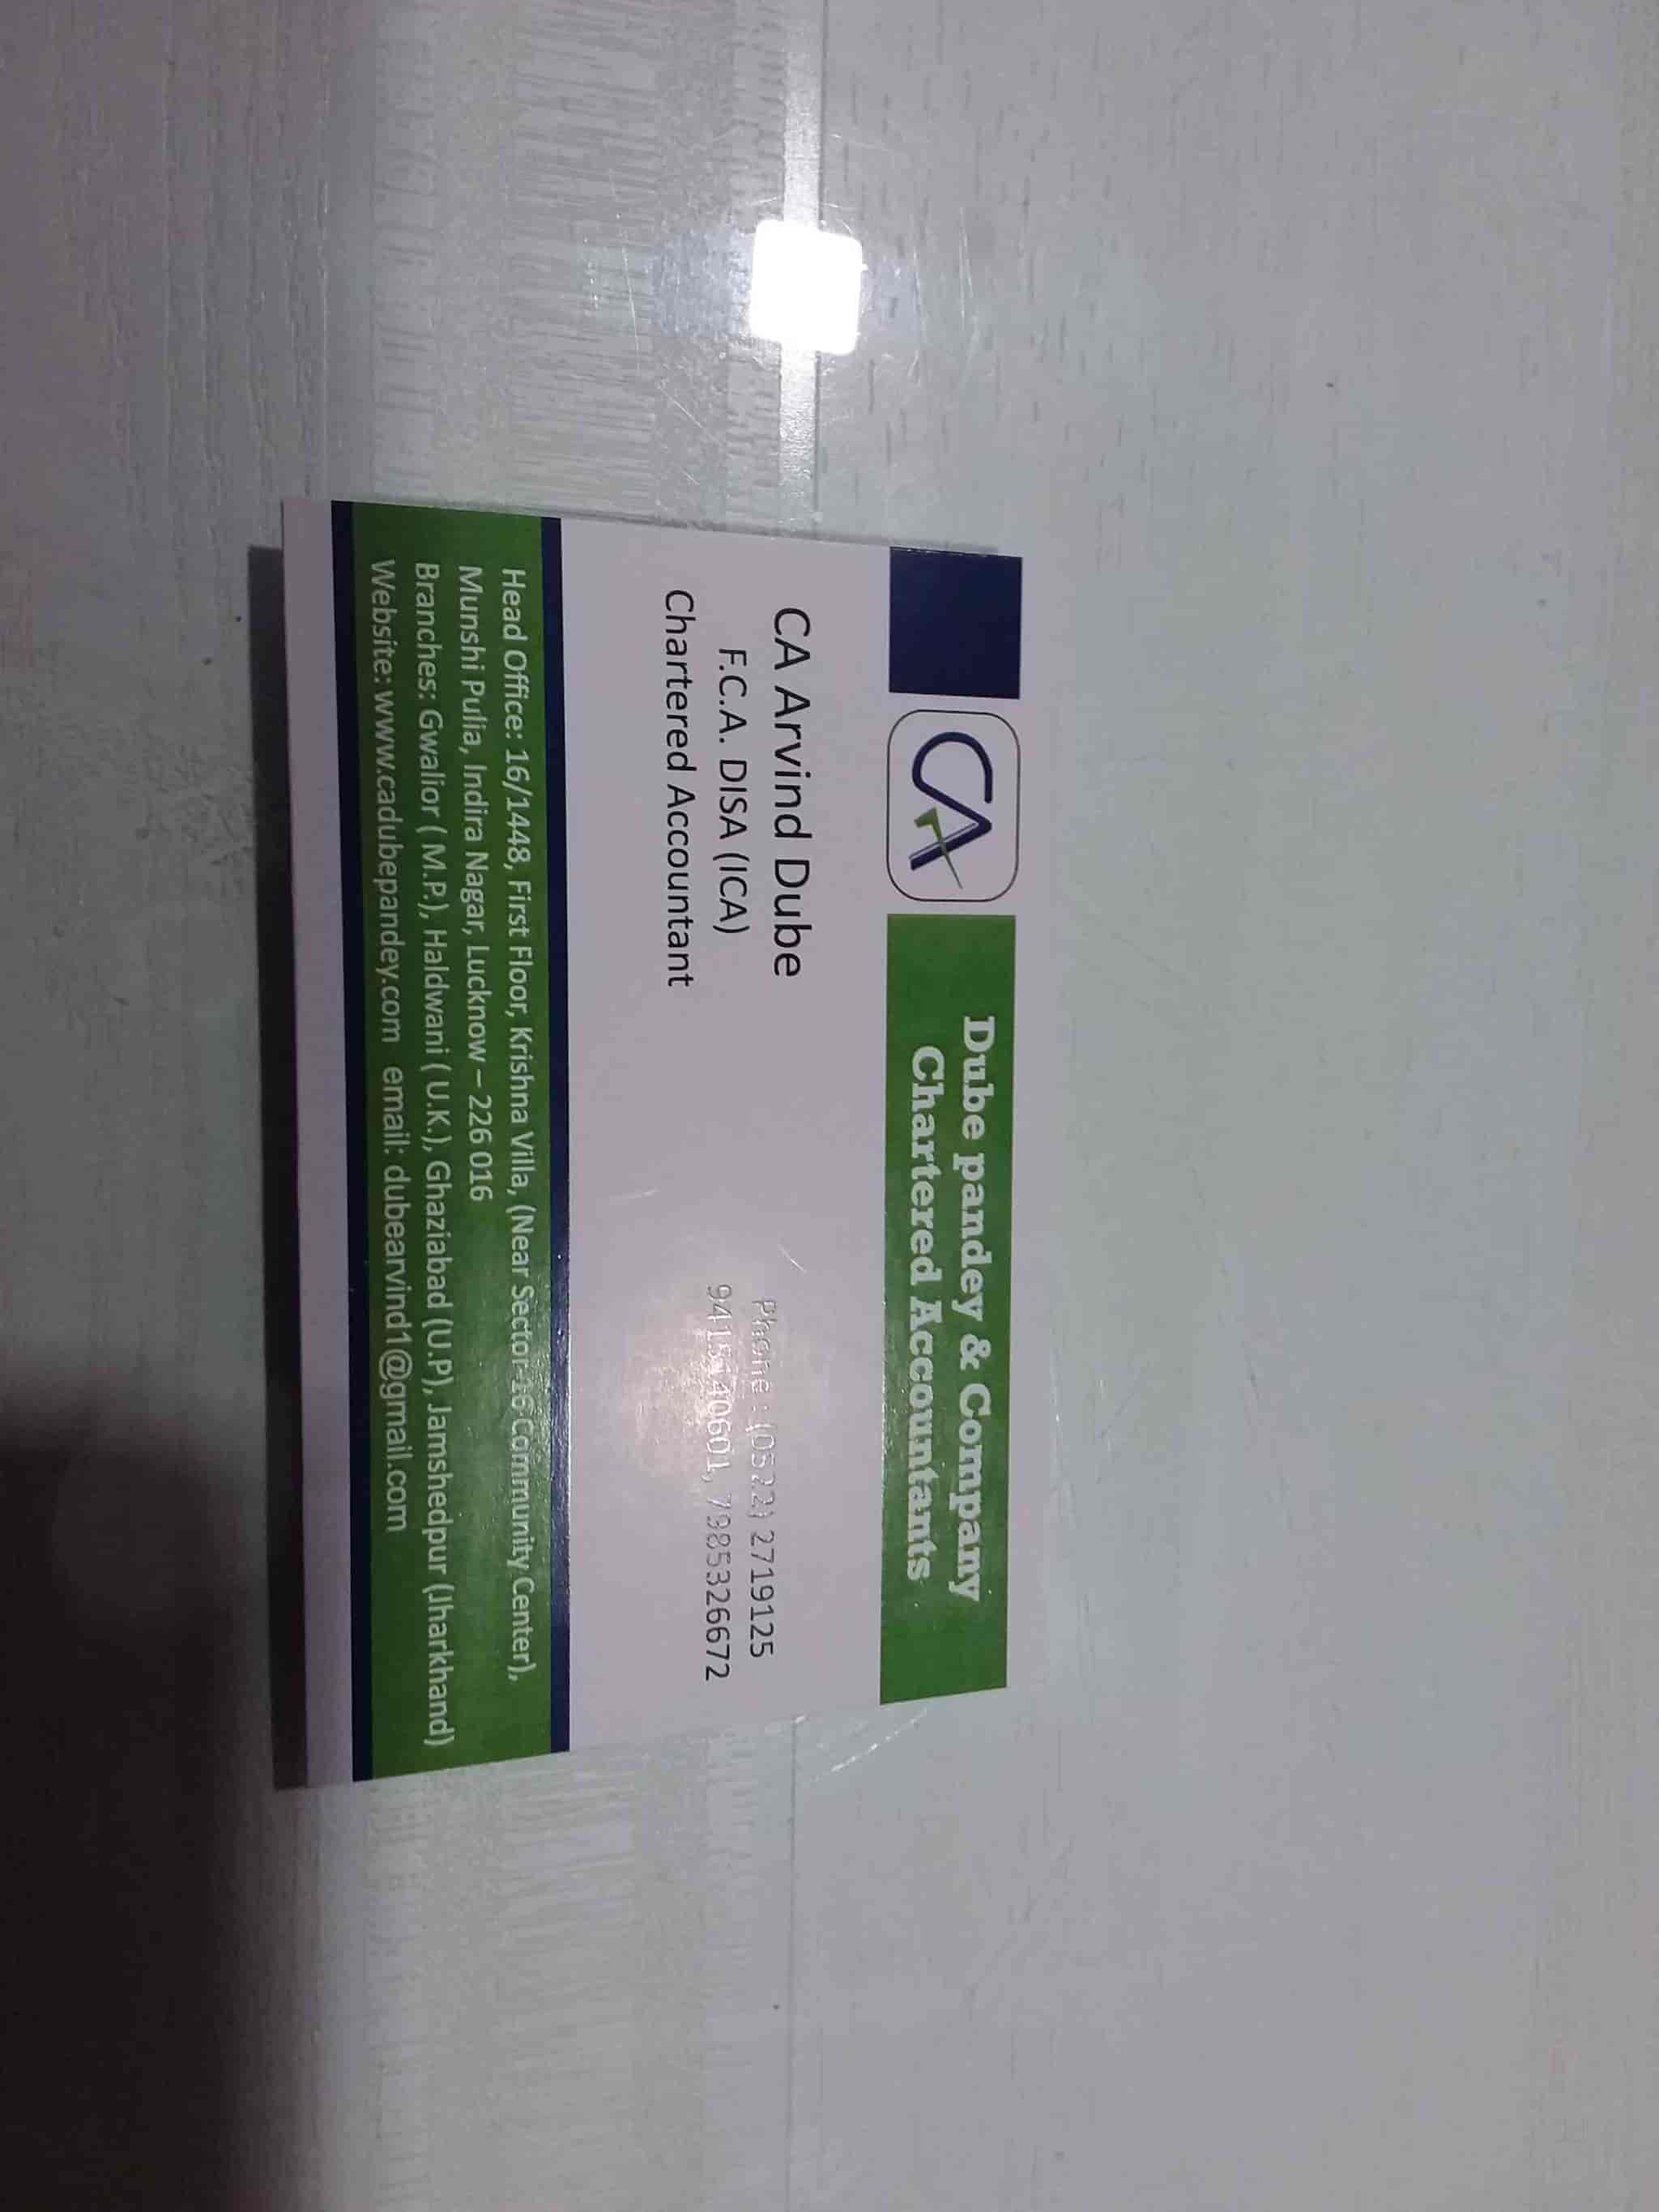 CA
Dube pandey & Company
Chartered Accountants
CA Arvind Dube
F.C.A. DISA (ICA)
Chartered Accountant
Phone : (0522) 2719125
9415140601, 7985326672
Head Office: 16/1448, First Floor, Krishna Villa, (Near Sector-16 Community Center),
Munshi Pulia, Indira Nagar, Lucknow – 226 016
Branches: Gwalior ( M.P.), Haldwani ( U.K.), Ghaziabad (U.P), Jamshedpur (Jharkhand)
Website: www.cadubepandey.com email: dubearvind1@gmail.com